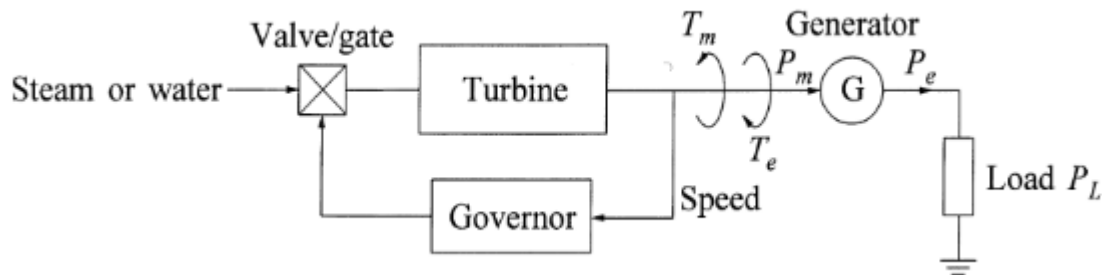 Valve/gate
T_m
Generator
Steam or water
Turbine
P_m
G
P_e
T_e
Load P_L
Governor
Speed